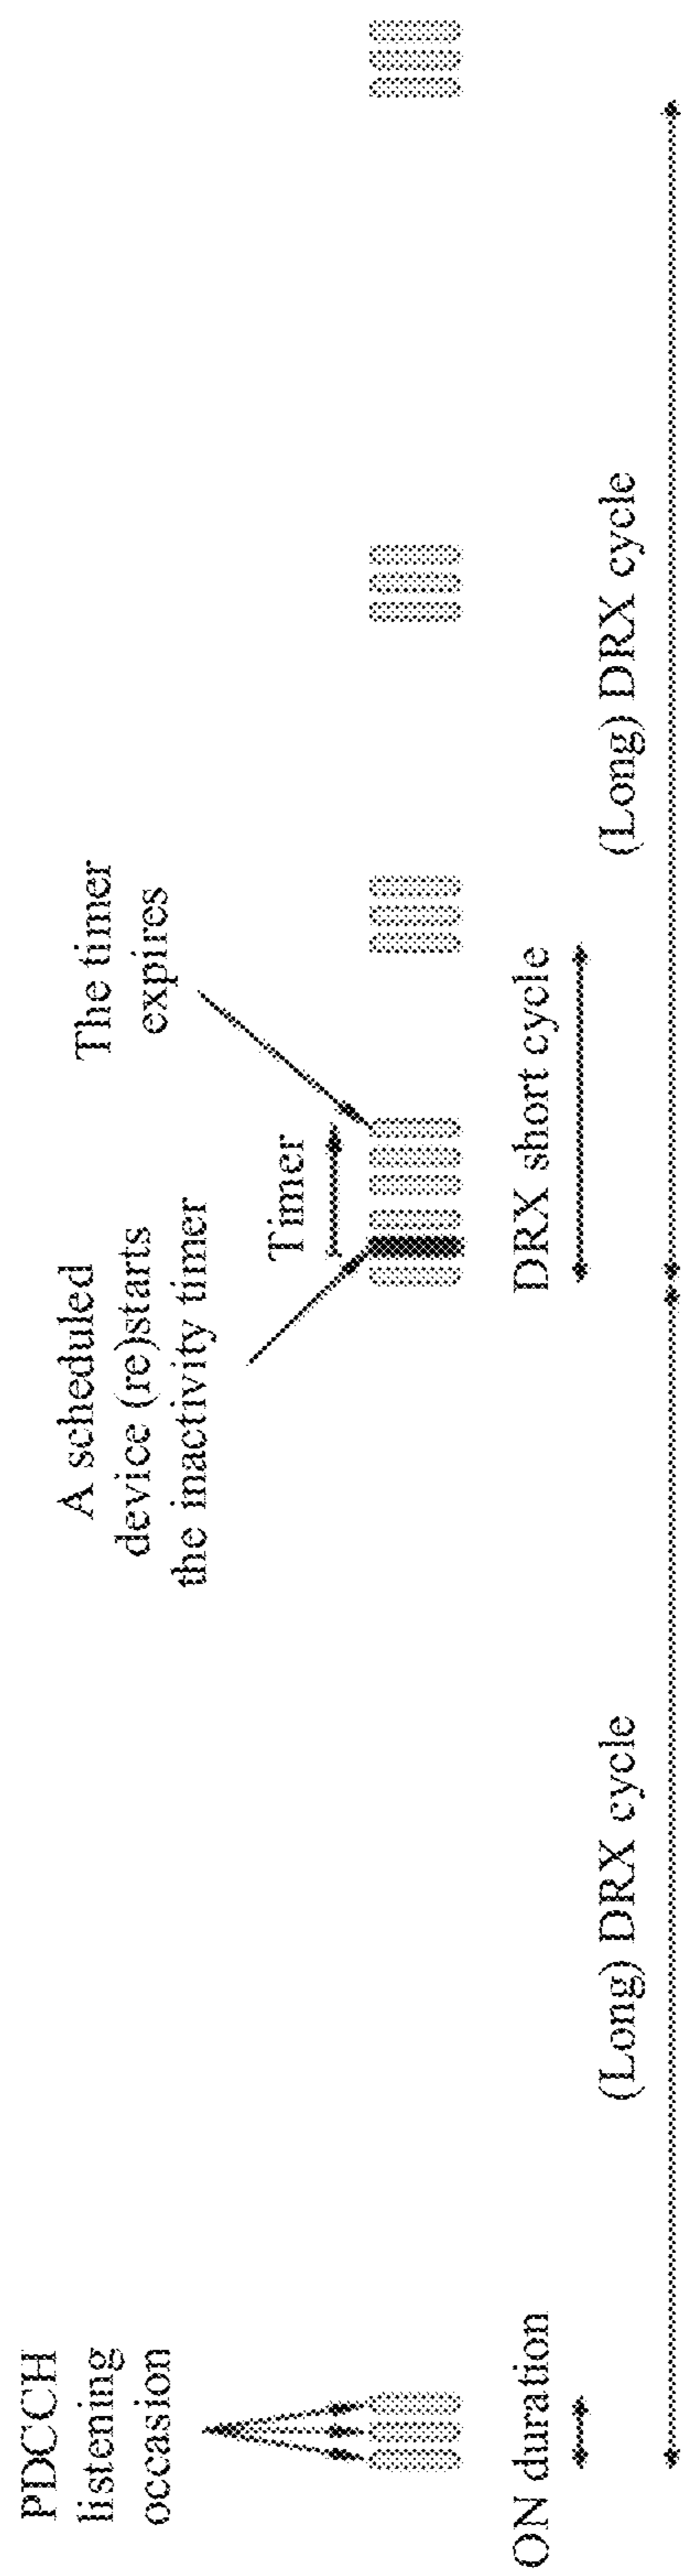 PDCCH
listening
occasion
A scheduled
device (re)starts
the inactivity timer
Timer
The timer
expires
ON duration
DRX short cycle
(Long) DRX cycle
(Long) DRX cycle